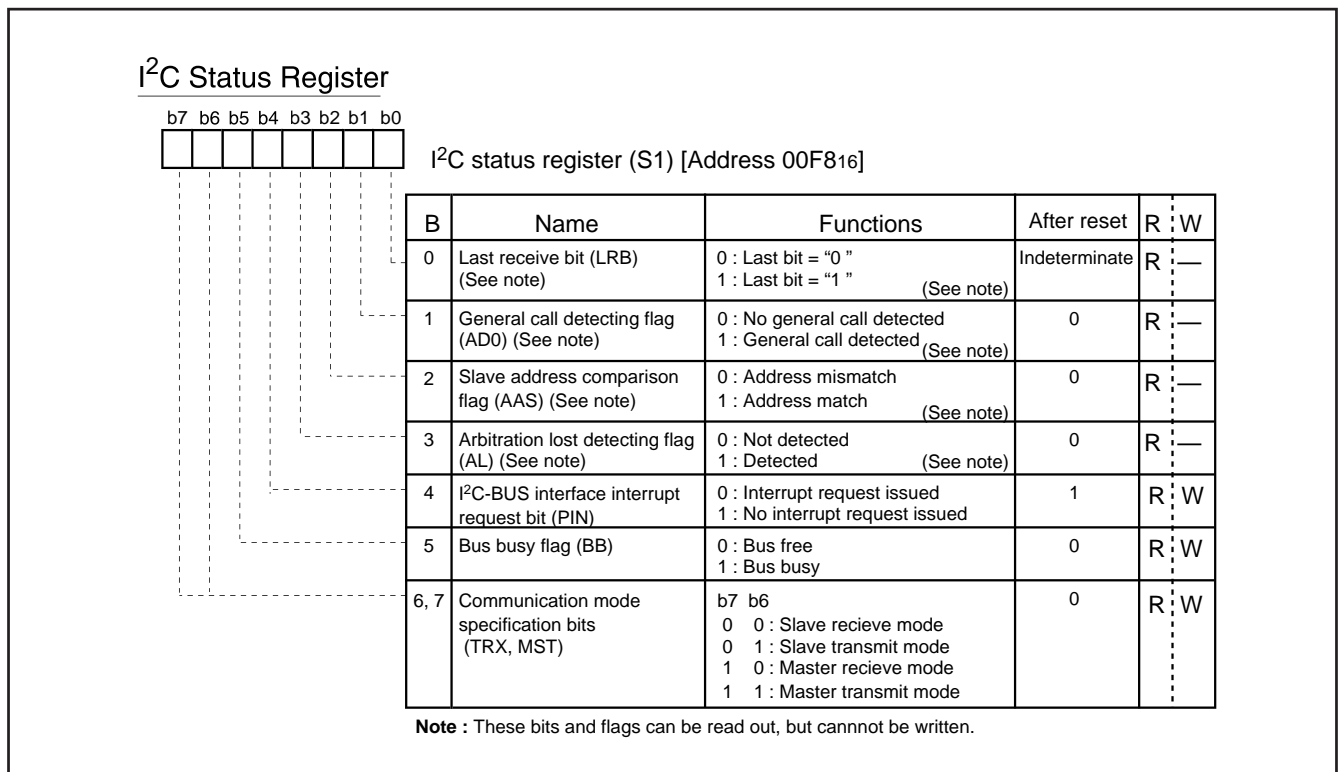 I²C Status Register
b7 b6 b5 b4 b3 b2 b1 b0
I²C status register (S1) [Address 00F816]
B Name Functions After reset R W
0 Last receive bit (LRB) 0 : Last bit = “0 ” Indeterminate R —
(See note) 1 : Last bit = “1 ” (See note)
1 General call detecting flag 0 : No general call detected 0 R —
(AD0) (See note) 1 : General call detected (See note)
2 Slave address comparison 0 : Address mismatch 0 R —
flag (AAS) (See note) 1 : Address match (See note)
3 Arbitration lost detecting flag 0 : Not detected 0 R —
(AL) (See note) 1 : Detected (See note)
4 I²C-BUS interface interrupt 0 : Interrupt request issued 1 R W
request bit (PIN) 1 : No interrupt request issued
5 Bus busy flag (BB) 0 : Bus free 0 R W
1 : Bus busy
6, 7 Communication mode b7 b6 0 R W
specification bits 0 0 : Slave recieve mode
(TRX, MST) 0 1 : Slave transmit mode
1 0 : Master recieve mode
1 1 : Master transmit mode
Note : These bits and flags can be read out, but cannnot be written.